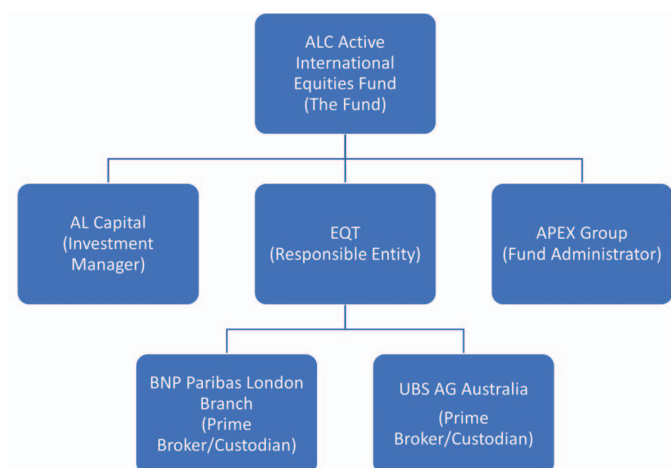 ALC Active
International
Equities Fund
(The Fund)
AL Capital
(Investment
Manager)
EQT
(Responsible Entity)
APEX Group
(Fund Administrator)
BNP Paribas London
Branch
(Prime
Broker/Custodian)
UBS AG Australia
(Prime
Broker/Custodian)